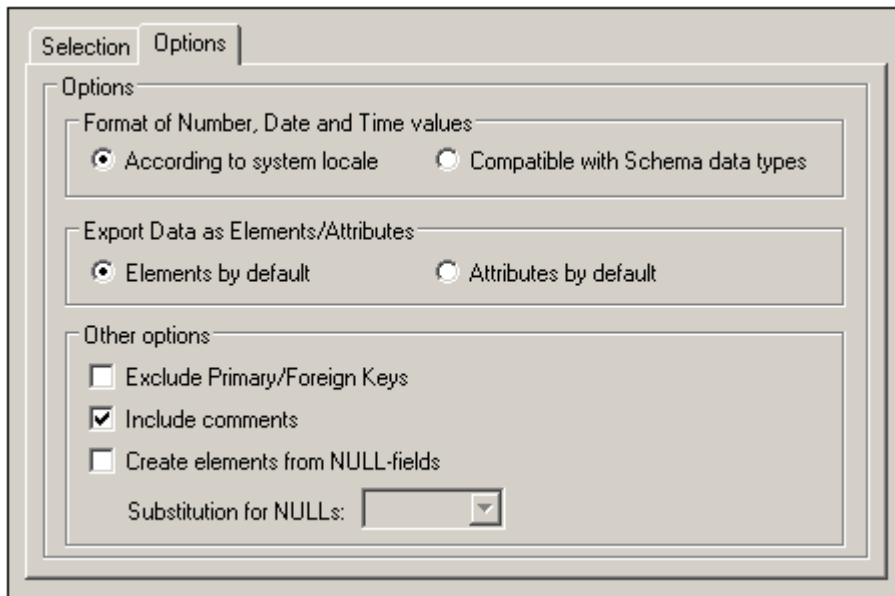 Selection Options
Options
Format of Number, Date and Time values
According to system locale Compatible with Schema data types
Export Data as Elements/Attributes
Elements by default Attributes by default
Other options
Exclude Primary/Foreign Keys
Include comments
Create elements from NULL-fields
Substitution for NULLs: